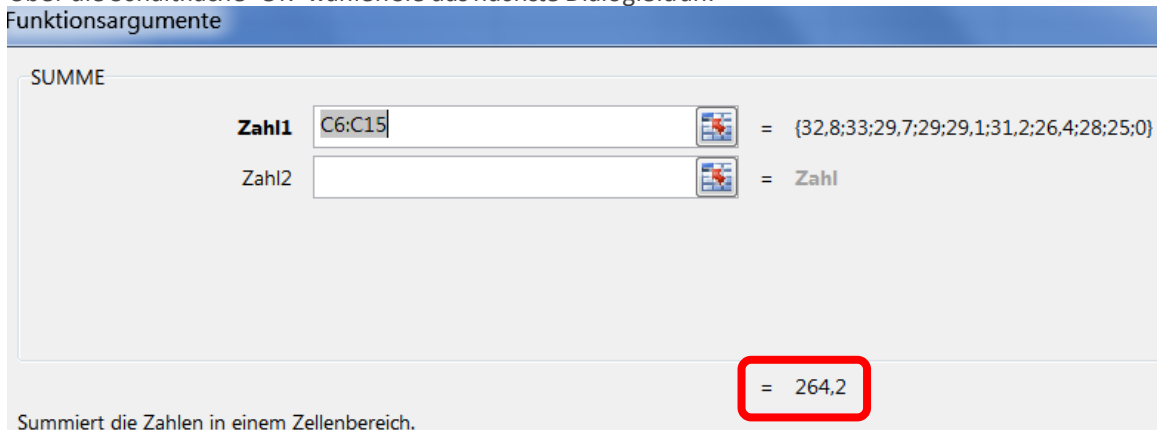 Funktionsargumente
SUMME
Zahl1 C6:C15 = {32,8;33;29,7;29;29,1;31,2;26,4;28;25;0}
Zahl2 = Zahl
= 264,2
Summiert die Zahlen in einem Zellenbereich.